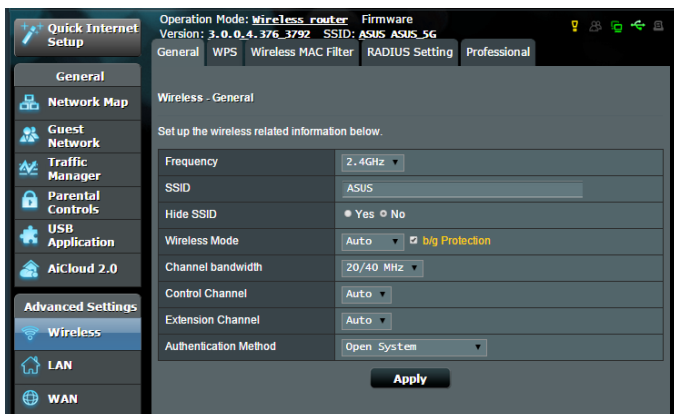 Quick Internet
Setup
Operation Mode: Wireless router Firmware
Version: 3.0.0.4.376_3792 SSID: ASUS ASUS_5G
General WPS Wireless MAC Filter RADIUS Setting Professional
General
Network Map
Guest
Network
Traffic
Manager
Parental
Controls
USB
Application
AiCloud 2.0
Advanced Settings
Wireless
LAN
WAN
Wireless - General
Set up the wireless related information below.
Frequency 2.4GHz
SSID ASUS
Hide SSID Yes No
Wireless Mode Auto b/g Protection
Channel bandwidth 20/40 MHz
Control Channel Auto
Extension Channel Auto
Authentication Method Open System
Apply